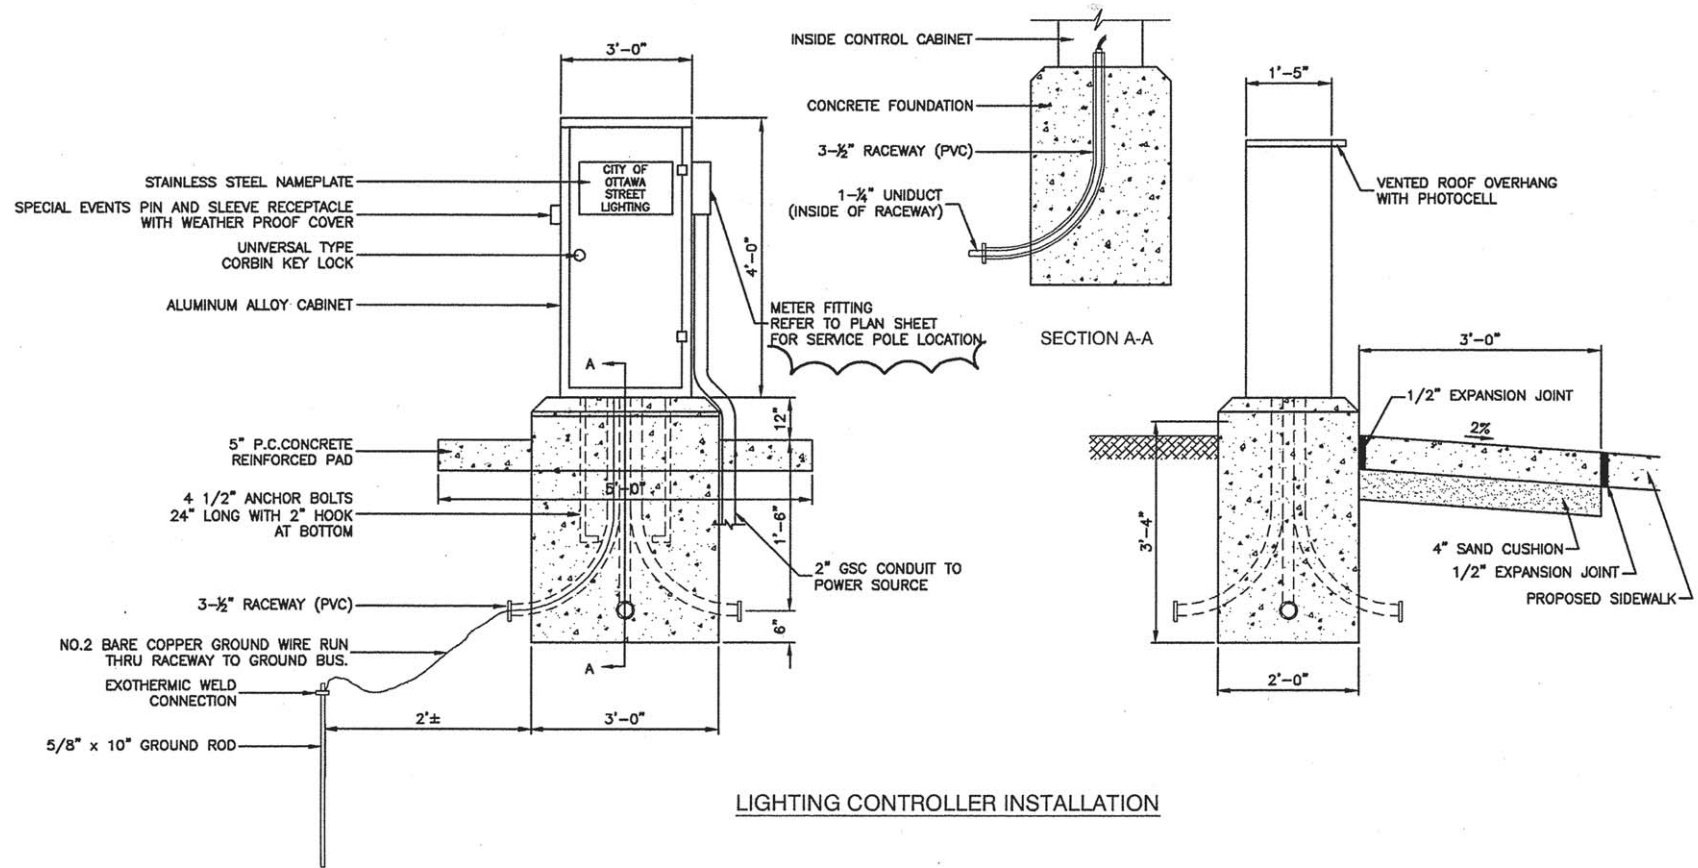 3'-0"
STAINLESS STEEL NAMEPLATE
SPECIAL EVENTS PIN AND SLEEVE RECEPTACLE
WITH WEATHER PROOF COVER
UNIVERSAL TYPE
CORBIN KEY LOCK
ALUMINUM ALLOY CABINET
CITY OF
OTTAWA
STREET
LIGHTING
4'-0"
METER FITTING
REFER TO PLAN SHEET
FOR SERVICE POLE LOCATION
A
12"
5" P.C.CONCRETE
REINFORCED PAD
5'-0"
4 1/2" ANCHOR BOLTS
24" LONG WITH 2" HOOK
AT BOTTOM
1'-6"
2" GSC CONDUIT TO
POWER SOURCE
3-½" RACEWAY (PVC)
6"
NO.2 BARE COPPER GROUND WIRE RUN
THRU RACEWAY TO GROUND BUS.
A
EXOTHERMIC WELD
CONNECTION
2'±
3'-0"
5/8" x 10" GROUND ROD
INSIDE CONTROL CABINET
CONCRETE FOUNDATION
3-½" RACEWAY (PVC)
1-¼" UNIDUCT
(INSIDE OF RACEWAY)
SECTION A-A
1'-5"
VENTED ROOF OVERHANG
WITH PHOTOCELL
3'-0"
1/2" EXPANSION JOINT
2%
3'-4"
4" SAND CUSHION
1/2" EXPANSION JOINT
PROPOSED SIDEWALK
2'-0"
LIGHTING CONTROLLER INSTALLATION